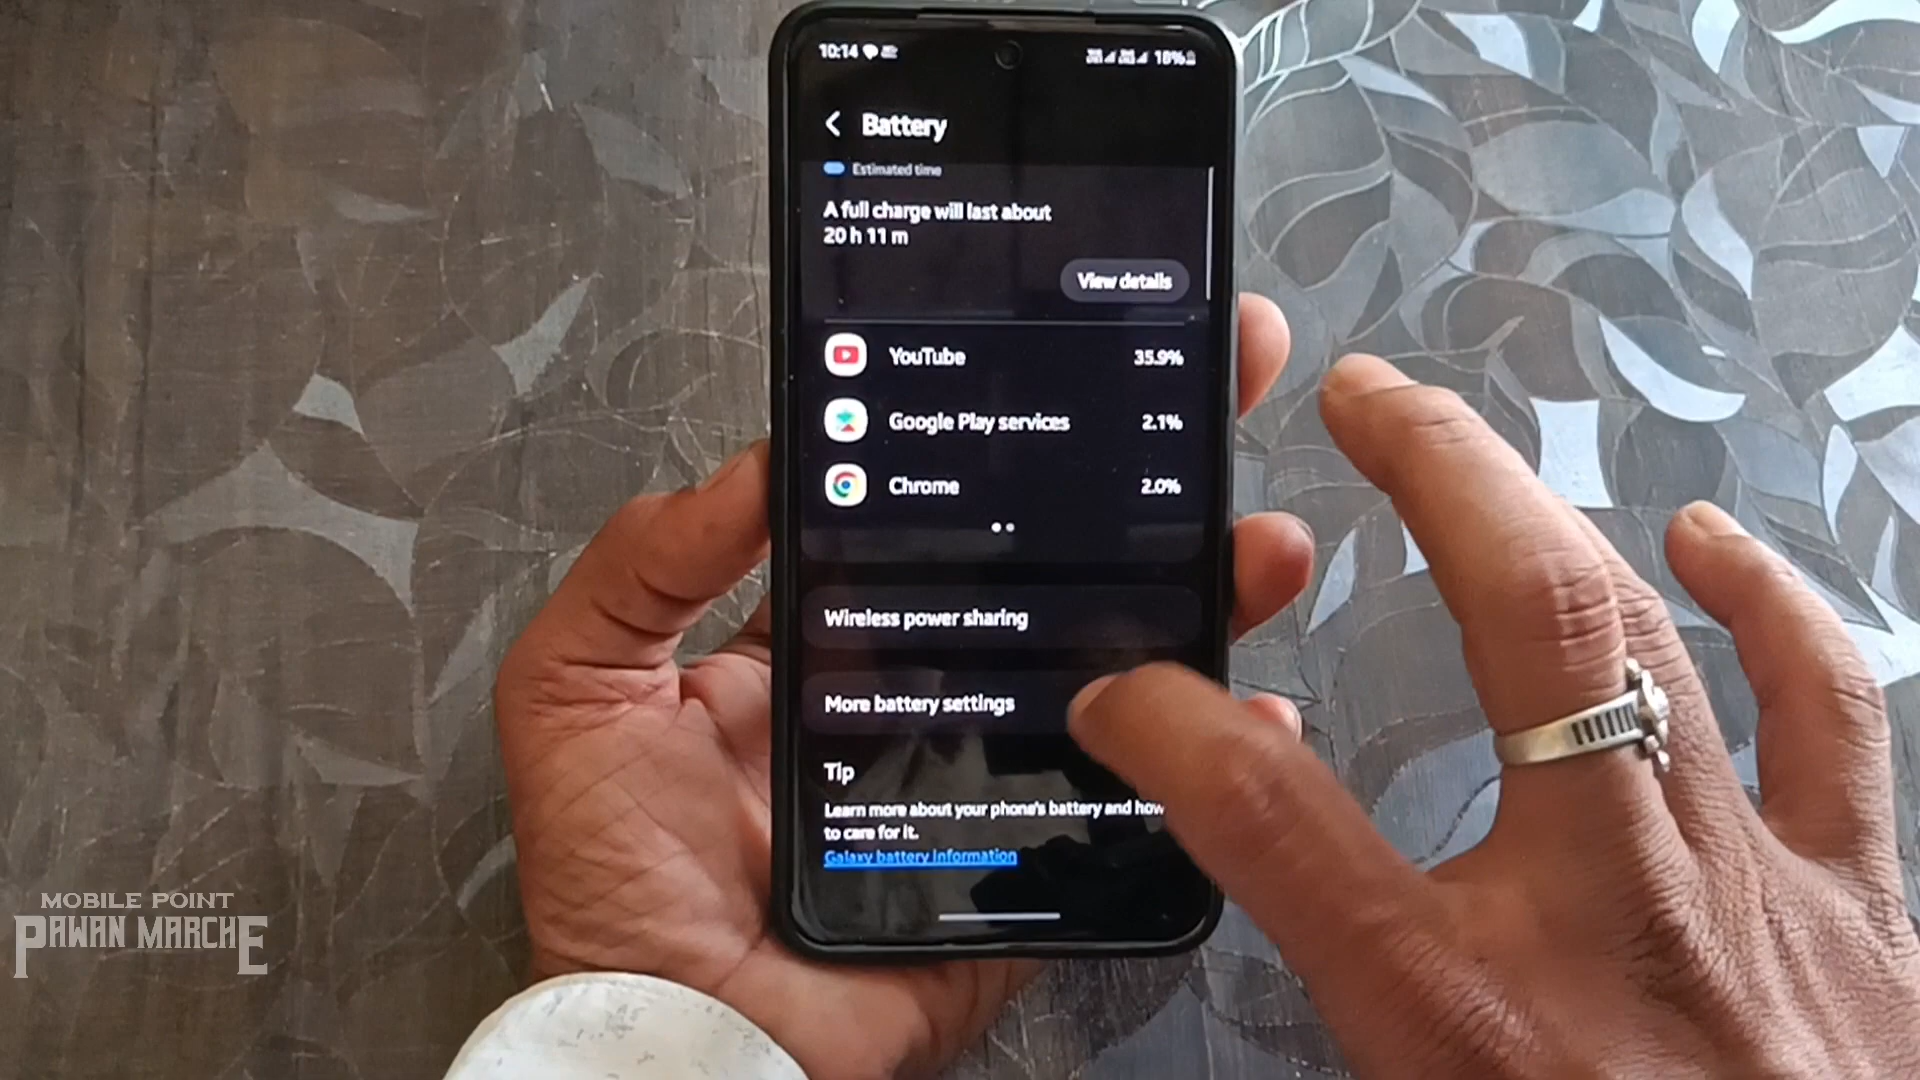 10:14
18%
Battery
Estimated time
A full charge will last about
20 h 11 m
View details
YouTube 35.9%
Google Play services 2.1%
Chrome 2.0%
Wireless power sharing
More battery settings
Tip
Learn more about your phone's battery and how
to care for it.
Galaxy battery information
MOBILE POINT
PAWAN MARCHE